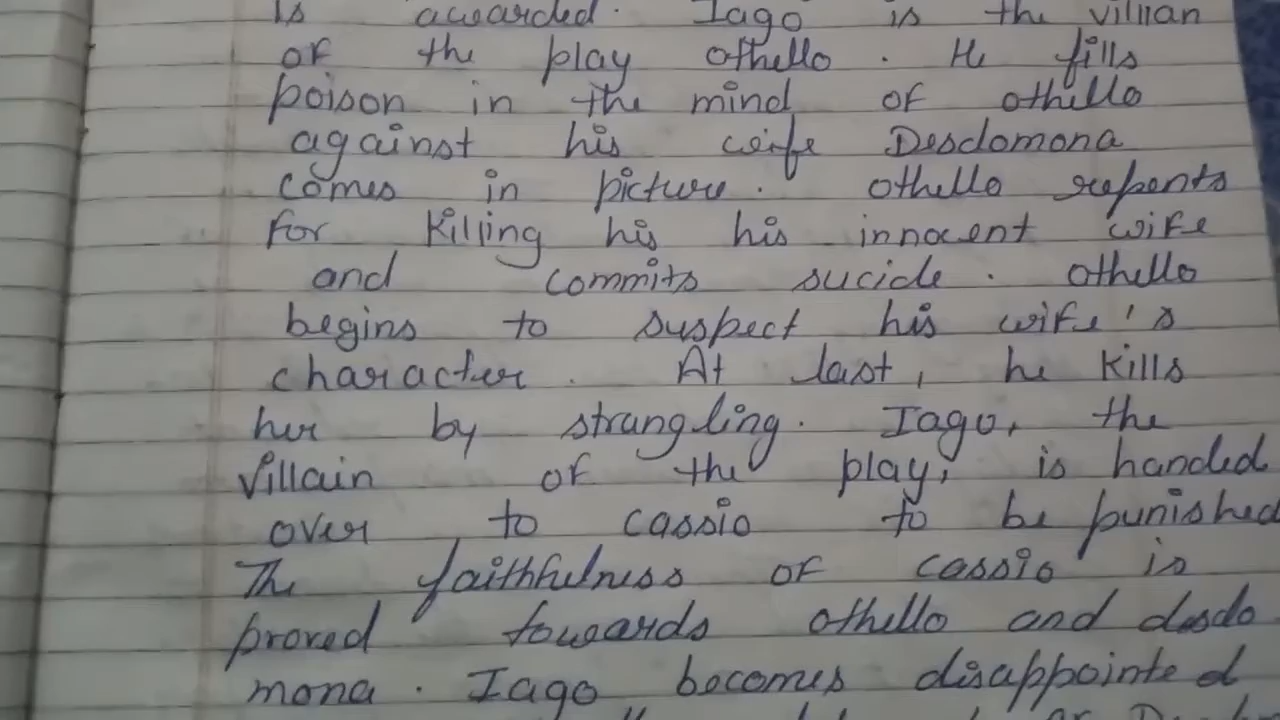 is awarded. Iago is the villian
of the play othello. He fills
poison in the mind of othello
against his wife Desdomona
comes in picture. othello repents
for killing his his innocent wife
and commits sucide. othello
begins to suspect his wife's
character. At last, he kills
her by strangling. Iago, the
villain of the play, is handed
over to cassio to be punished
The faithfulness of cassio is
proved towards othello and desdo
mona. Iago becomes disappointed